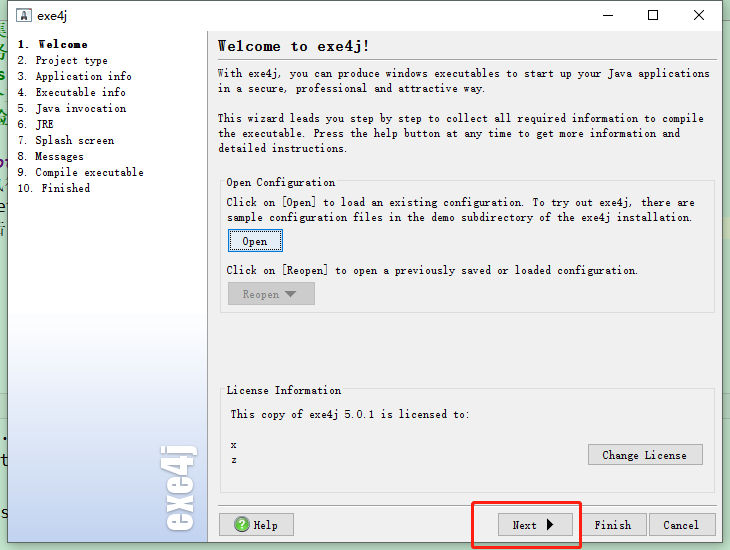 exe4j
1. Welcome
2. Project type
3. Application info
4. Executable info
5. Java invocation
6. JRE
7. Splash screen
8. Messages
9. Compile executable
10. Finished
exe4j
Welcome to exe4j!
With exe4j, you can produce windows executables to start up your Java applications
in a secure, professional and attractive way.
This wizard leads you step by step to collect all required information to compile
the executable. Press the help button at any time to get more information and
detailed instructions.
Open Configuration
Click on [Open] to load an existing configuration. To try out exe4j, there are
sample configuration files in the demo subdirectory of the exe4j installation.
Open
Click on [Reopen] to open a previously saved or loaded configuration.
Reopen
License Information
This copy of exe4j 5.0.1 is licensed to:
x
z
Change License
Help
Next
Finish
Cancel